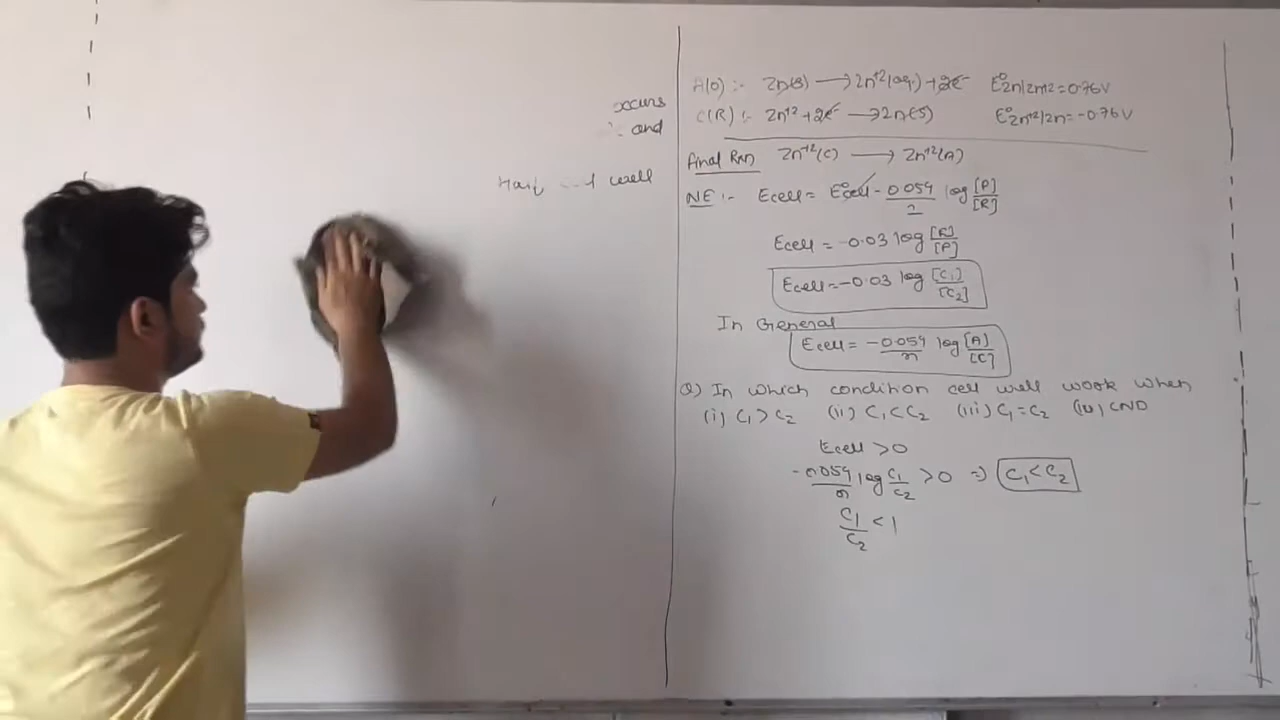 occurs
and
well
A(O) :- Zn(s) → Zn+2(aq.) + 2e- E°Zn|Zn+2 = 0.76V
C(R) :- Zn+2 + 2e- → Zn(s) E°Zn+2|Zn = -0.76V
Final Rxn Zn+2(C) → Zn+2(A)
NE :- Ecell = E°cell - 0.059/2 log [P]/[R]
Ecell = -0.03 log [R]/[P]
Ecell = -0.03 log [C1]/[C2]
In General
Ecell = -0.059/n log [A]/[C]
Q) In which condition cell will work when
(i) C1 > C2 (ii) C1 < C2 (iii) C1 = C2 (iv) CND
Ecell > 0
-0.059/n log C1/C2 > 0 ⇒ C1 < C2
C1/C2 < 1